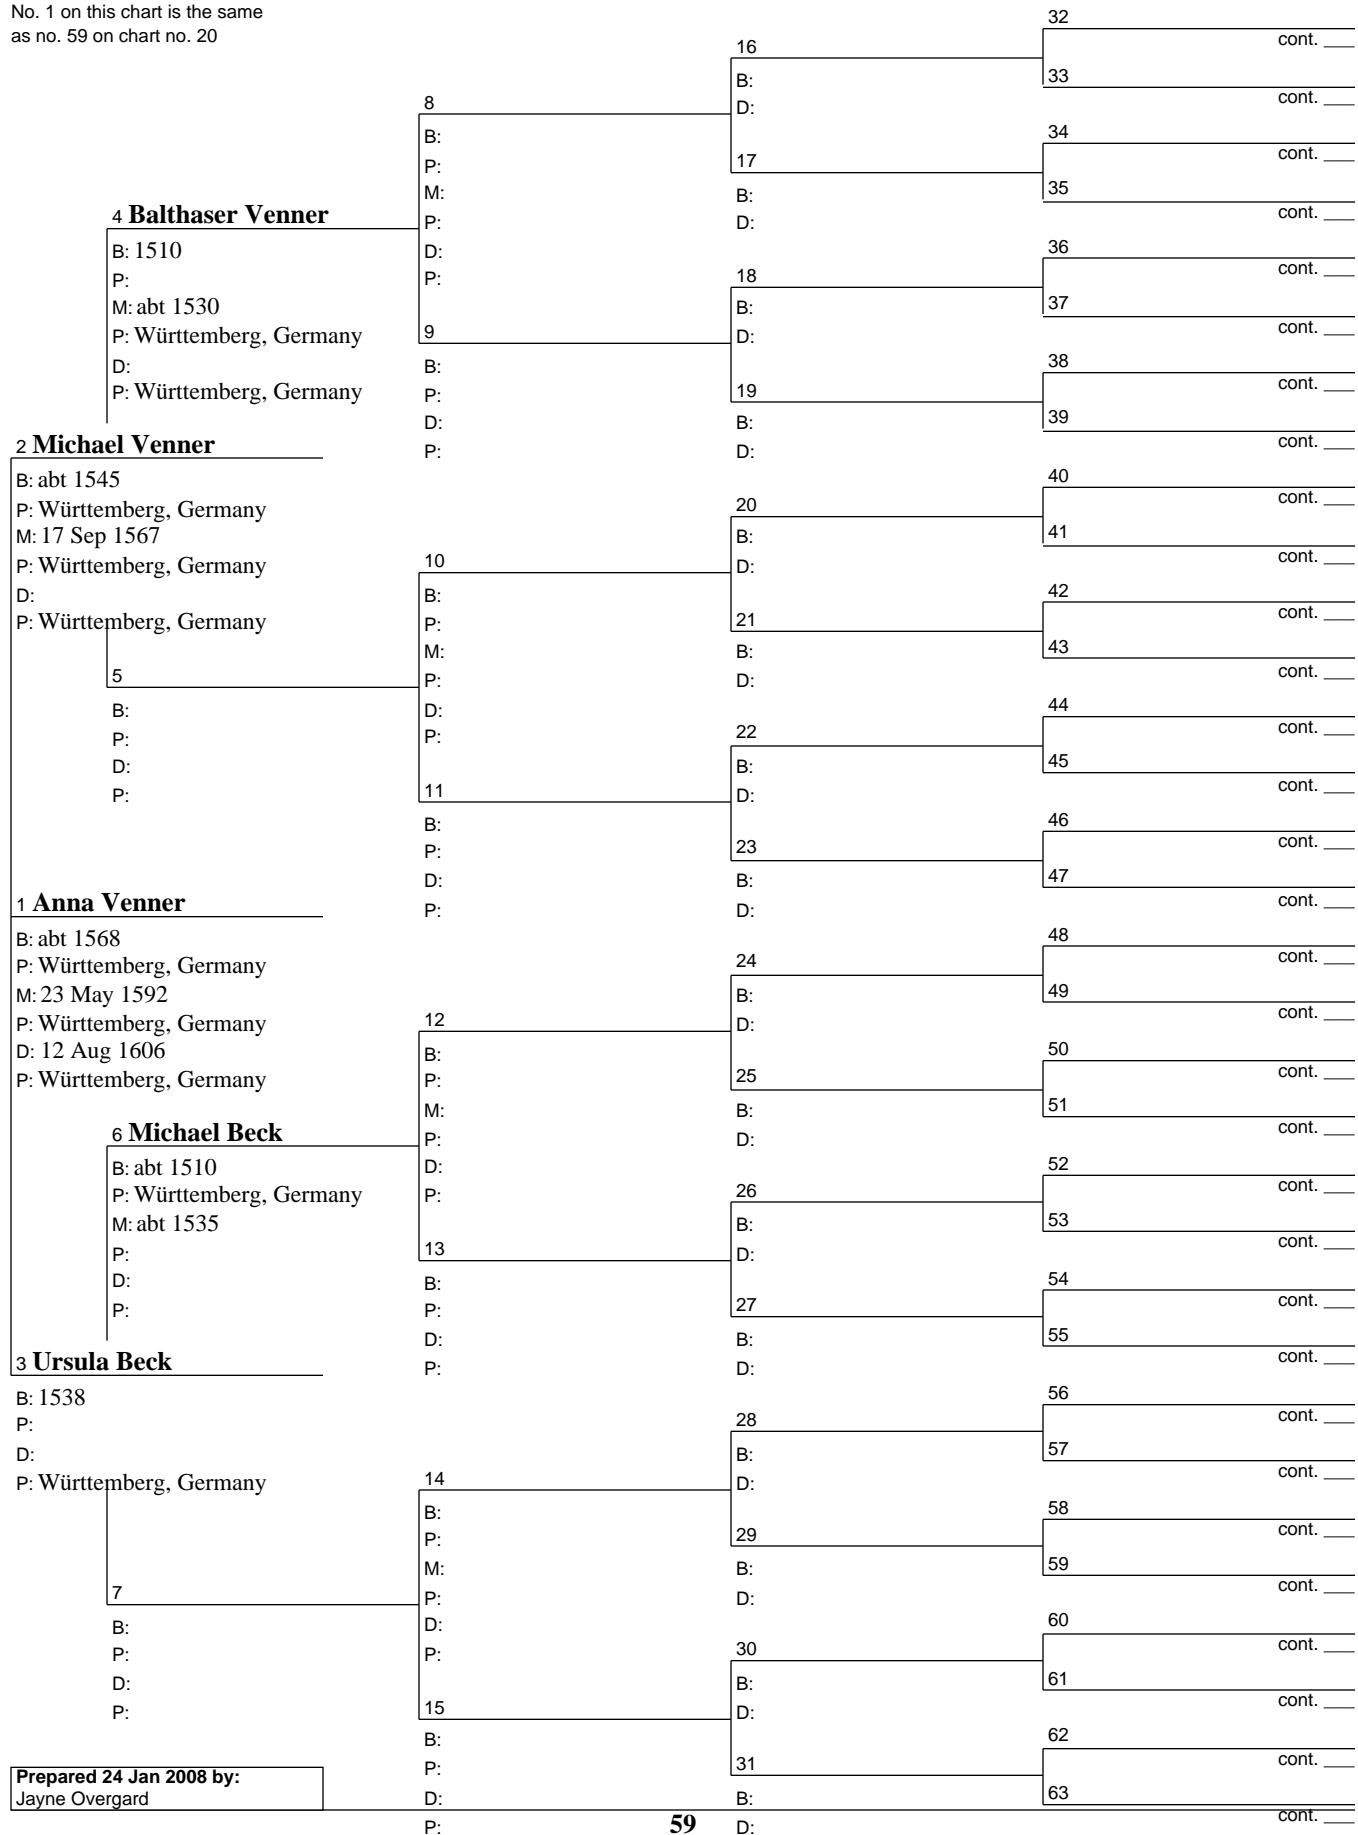 No. 1 on this chart is the same
as no. 59 on chart no. 20
1 Anna Venner
B: abt 1568
P: Württemberg, Germany
M: 23 May 1592
P: Württemberg, Germany
D: 12 Aug 1606
P: Württemberg, Germany
2 Michael Venner
B: abt 1545
P: Württemberg, Germany
M: 17 Sep 1567
P: Württemberg, Germany
D:
P: Württemberg, Germany
3 Ursula Beck
B: 1538
P:
D:
P: Württemberg, Germany
4 Balthaser Venner
B: 1510
P:
M: abt 1530
P: Württemberg, Germany
D:
P: Württemberg, Germany
5
B:
P:
D:
P:
6 Michael Beck
B: abt 1510
P: Württemberg, Germany
M: abt 1535
P:
D:
P:
7
B:
P:
D:
P:
8
B:
P:
M:
P:
D:
P:
9
B:
P:
D:
P:
10
B:
P:
M:
P:
D:
P:
11
B:
P:
D:
P:
12
B:
P:
M:
P:
D:
P:
13
B:
P:
D:
P:
14
B:
P:
M:
P:
D:
P:
15
B:
P:
D:
P:
16
B:
D:
17
B:
D:
18
B:
D:
19
B:
D:
20
B:
D:
21
B:
D:
22
B:
D:
23
B:
D:
24
B:
D:
25
B:
D:
26
B:
D:
27
B:
D:
28
B:
D:
29
B:
D:
30
B:
D:
31
B:
D:
32
cont. ___
33
cont. ___
34
cont. ___
35
cont. ___
36
cont. ___
37
cont. ___
38
cont. ___
39
cont. ___
40
cont. ___
41
cont. ___
42
cont. ___
43
cont. ___
44
cont. ___
45
cont. ___
46
cont. ___
47
cont. ___
48
cont. ___
49
cont. ___
50
cont. ___
51
cont. ___
52
cont. ___
53
cont. ___
54
cont. ___
55
cont. ___
56
cont. ___
57
cont. ___
58
cont. ___
59
cont. ___
60
cont. ___
61
cont. ___
62
cont. ___
63
cont. ___
Prepared 24 Jan 2008 by:
Jayne Overgard
59